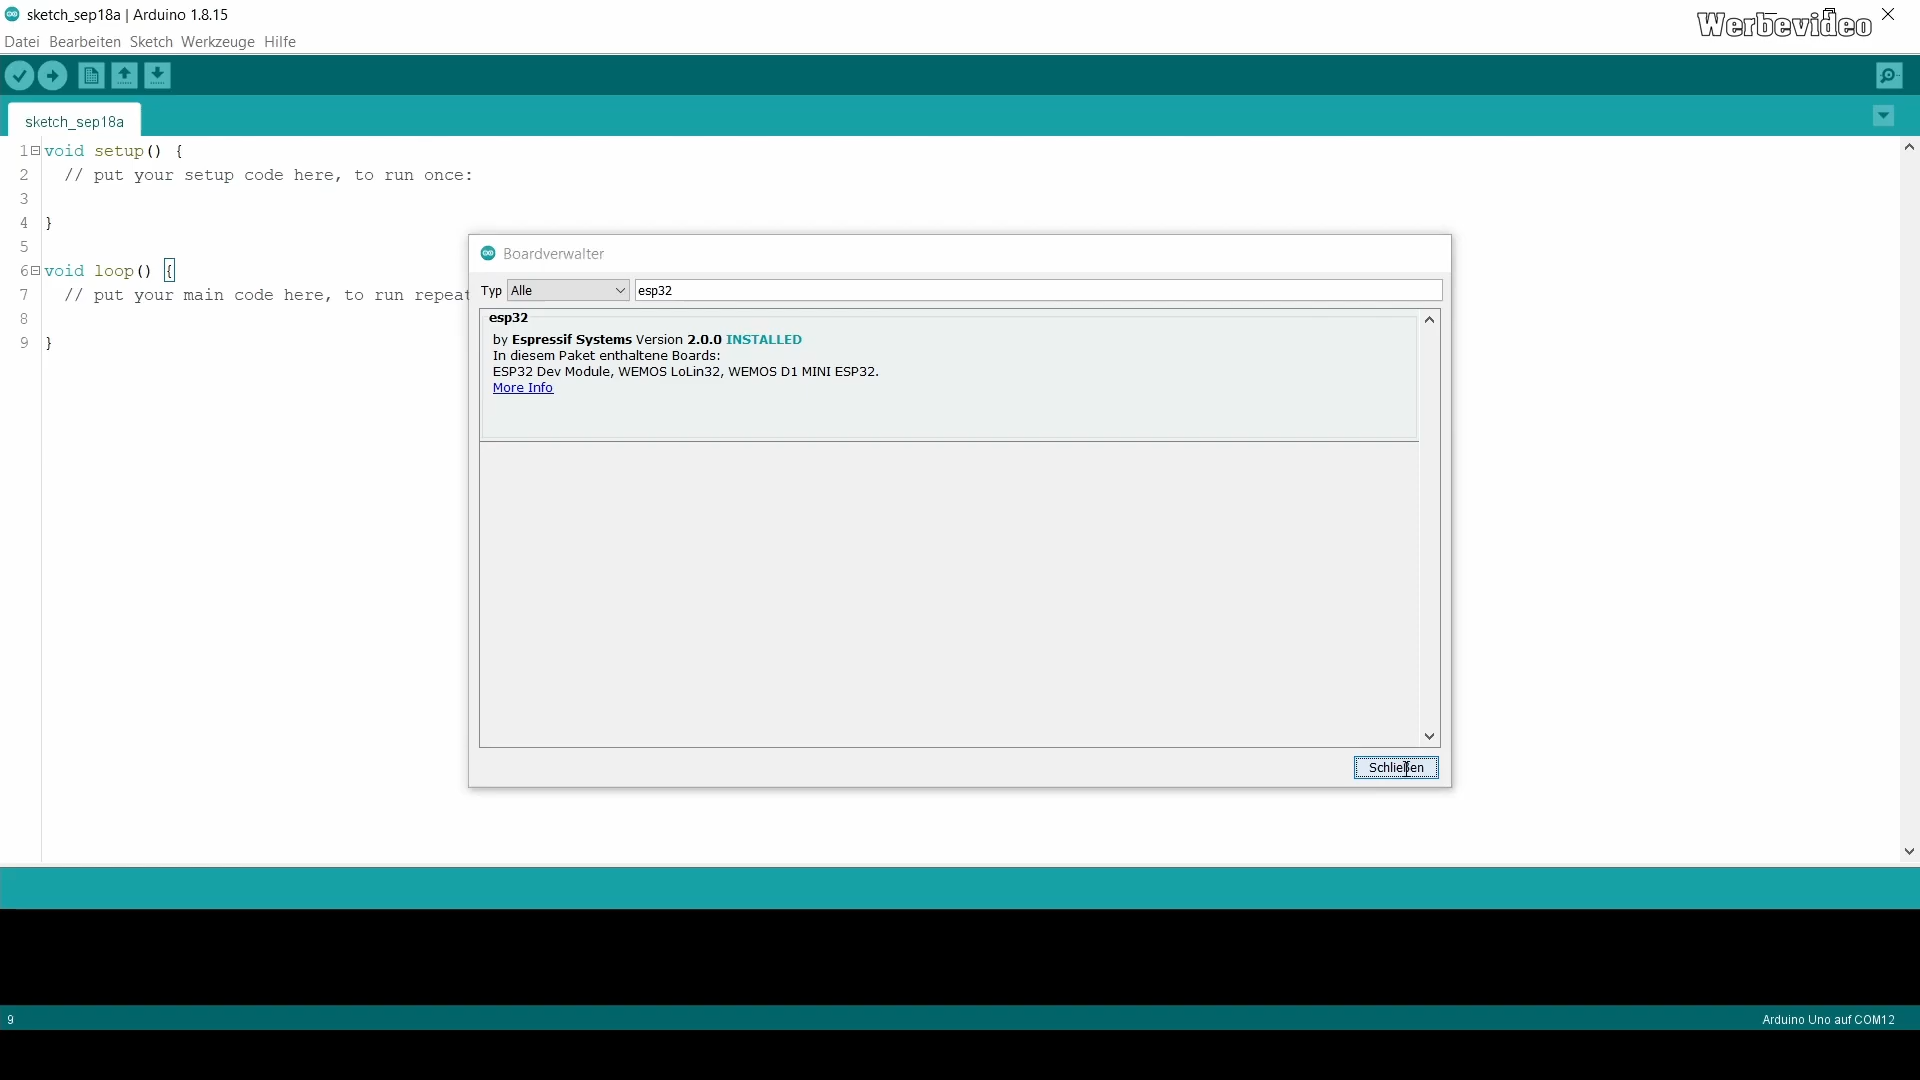 sketch_sep18a | Arduino 1.8.15
Werbevideo
Datei Bearbeiten Sketch Werkzeuge Hilfe
sketch_sep18a
1 void setup() {
2 // put your setup code here, to run once:
3
4 }
5
6 void loop() {
7 // put your main code here, to run repeat
8
9 }
Boardverwalter
Typ Alle esp32
esp32
by Espressif Systems Version 2.0.0 INSTALLED
In diesem Paket enthaltene Boards:
ESP32 Dev Module, WEMOS LoLin32, WEMOS D1 MINI ESP32.
More Info
Schließen
9 Arduino Uno auf COM12